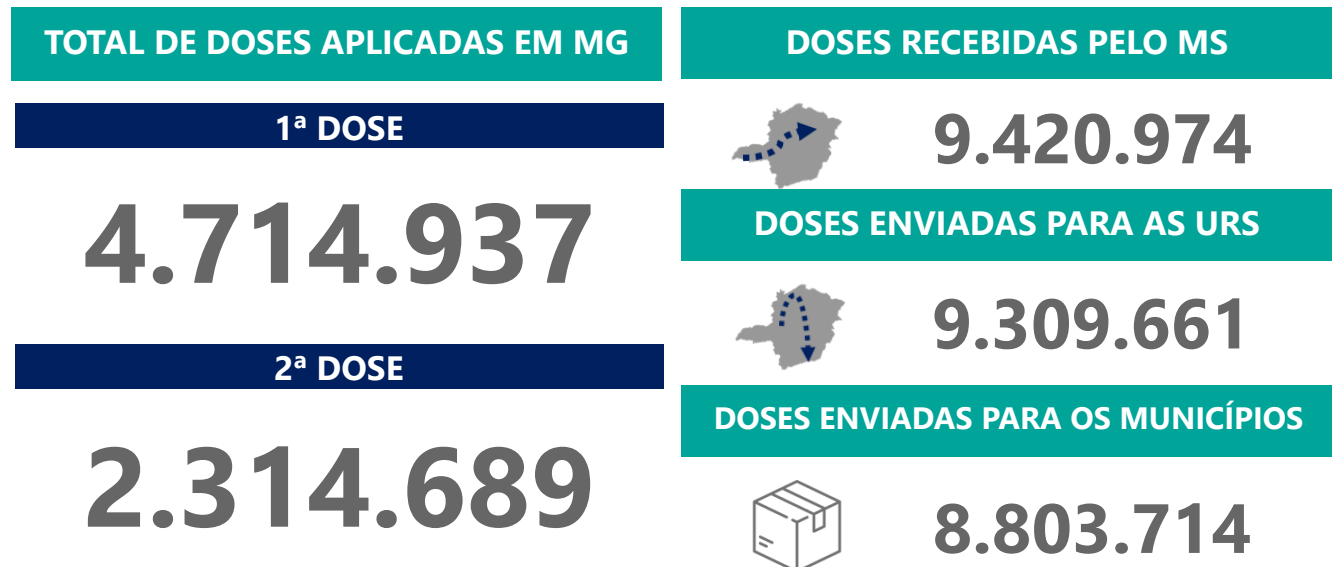 TOTAL DE DOSES APLICADAS EM MG
1ª DOSE
4.714.937
2ª DOSE
2.314.689
DOSES RECEBIDAS PELO MS
9.420.974
DOSES ENVIADAS PARA AS URS
9.309.661
DOSES ENVIADAS PARA OS MUNICÍPIOS
8.803.714